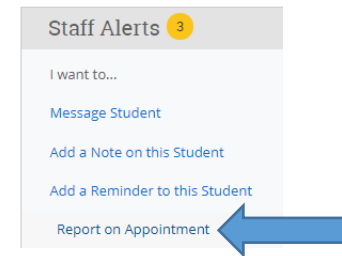 Staff Alerts 3
I want to...
Message Student
Add a Note on this Student
Add a Reminder to this Student
Report on Appointment